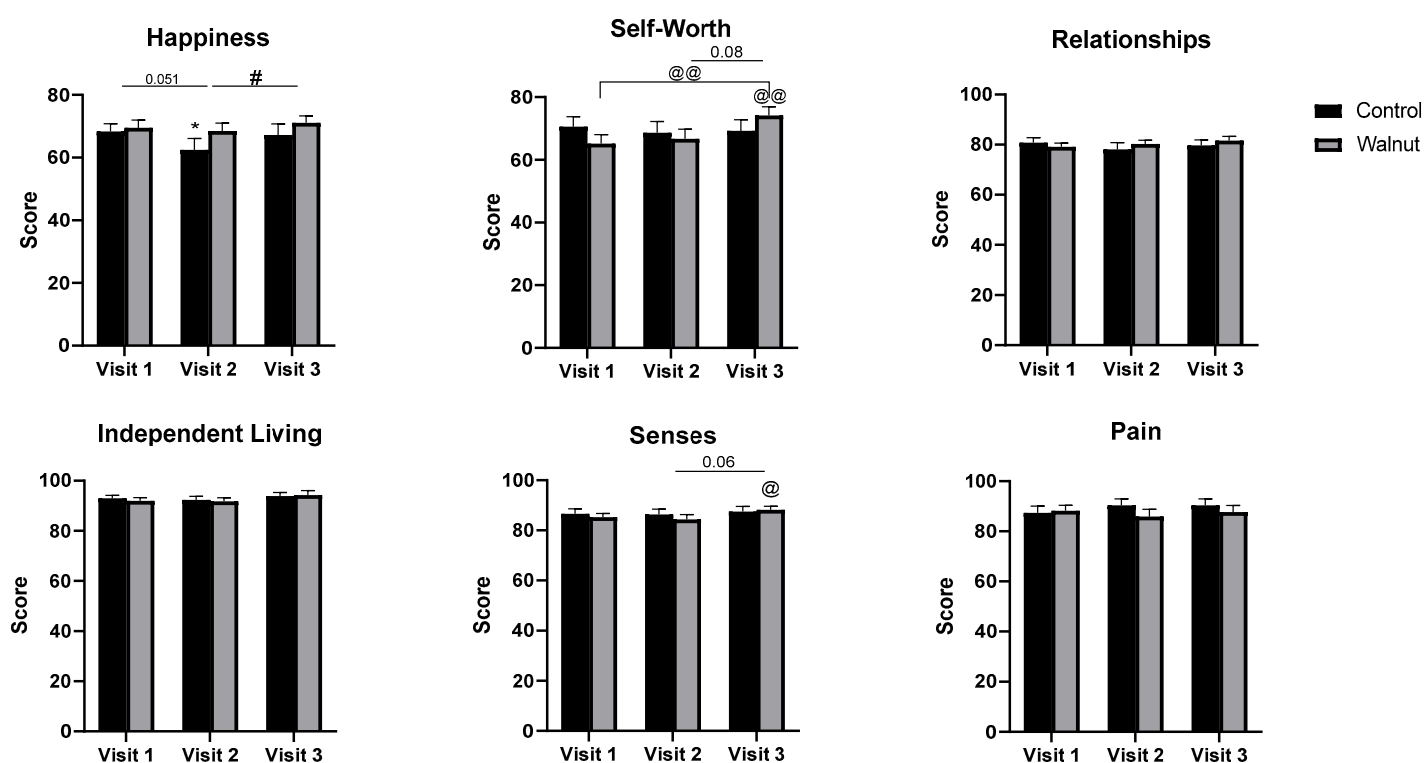 Happiness
0.051
#
*
80
60
40
20
0
Score
Visit 1 Visit 2 Visit 3
Self-Worth
0.08
@@
@@
80
60
40
20
0
Score
Visit 1 Visit 2 Visit 3
Relationships
100
80
60
40
20
0
Score
Visit 1 Visit 2 Visit 3
Control
Walnut
Independent Living
100
80
60
40
20
0
Score
Visit 1 Visit 2 Visit 3
Senses
0.06
@
100
80
60
40
20
0
Score
Visit 1 Visit 2 Visit 3
Pain
100
80
60
40
20
0
Score
Visit 1 Visit 2 Visit 3